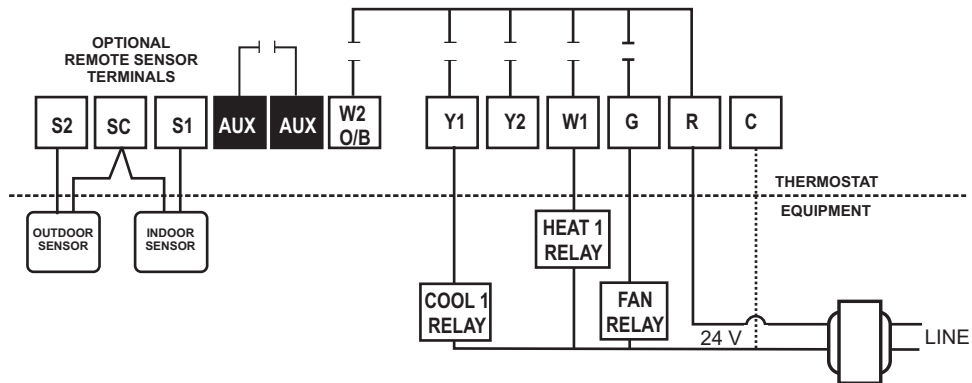 OPTIONAL
REMOTE SENSOR
TERMINALS
S2
SC
S1
AUX
AUX
W2
O/B
Y1
Y2
W1
G
R
C
THERMOSTAT
EQUIPMENT
OUTDOOR
SENSOR
INDOOR
SENSOR
HEAT 1
RELAY
COOL 1
RELAY
FAN
RELAY
24 V
LINE